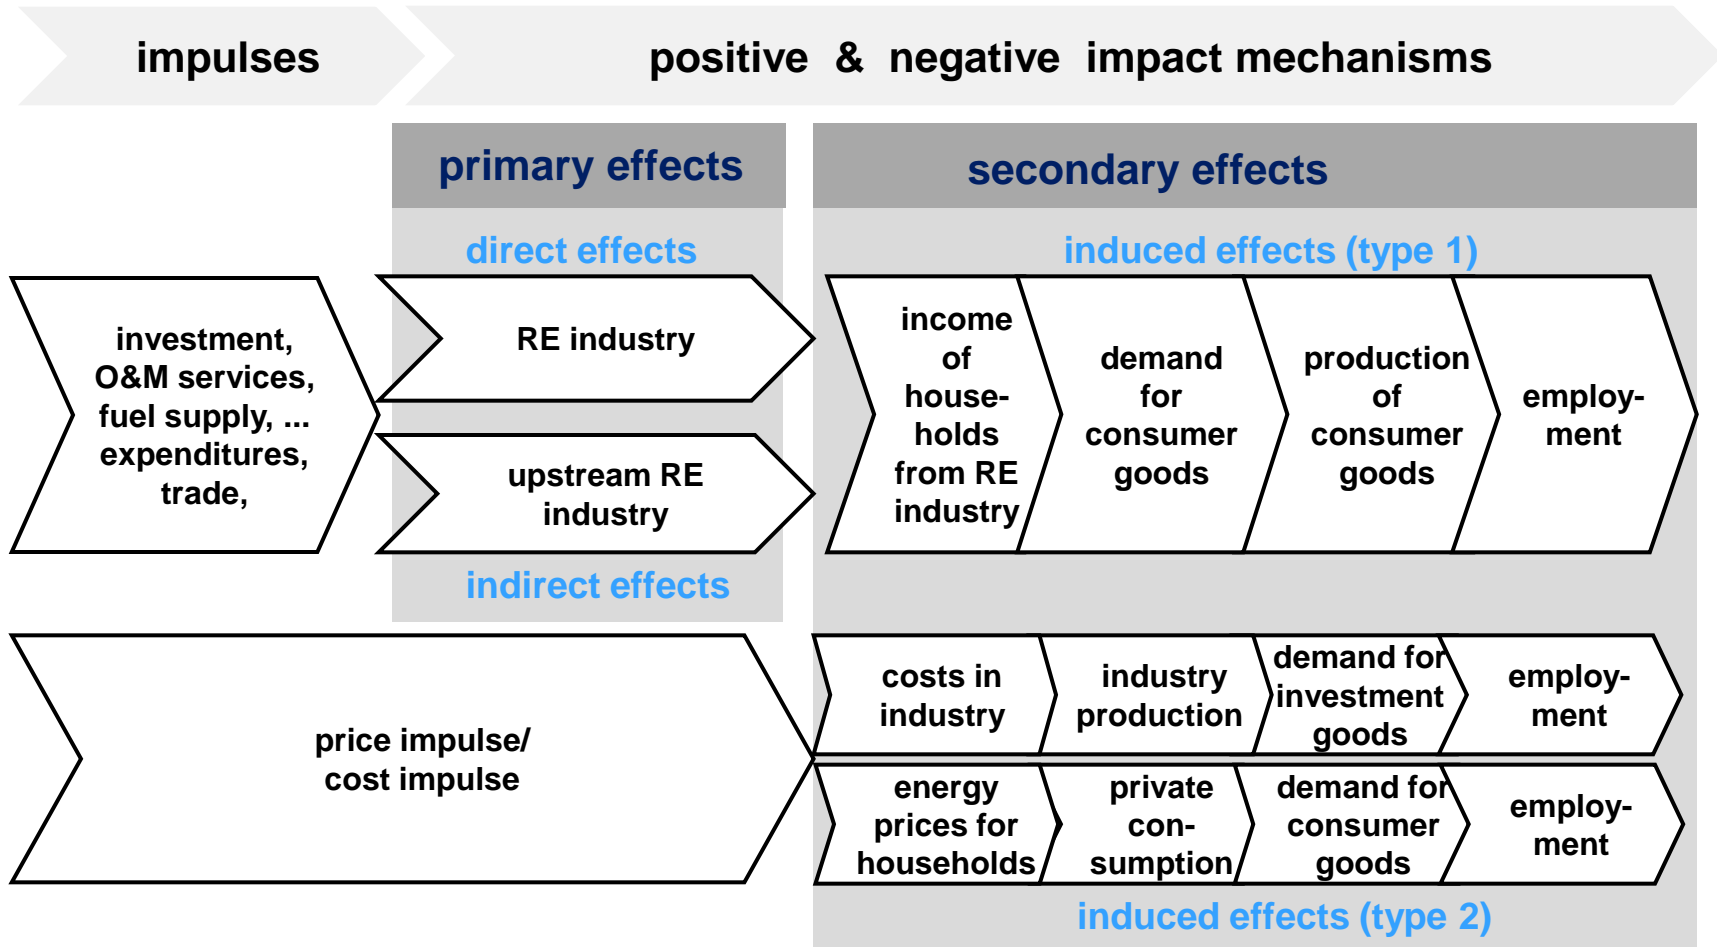 impulses
positive & negative impact mechanisms
primary effects
secondary effects
direct effects
induced effects (type 1)
investment,
O&M services,
fuel supply, ...
expenditures,
trade,
RE industry
upstream RE
industry
indirect effects
income
of
house-
holds
from RE
industry
demand
for
consumer
goods
production
of
consumer
goods
employ-
ment
price impulse/
cost impulse
costs in
industry
industry
production
demand for
investment
goods
employ-
ment
energy
prices for
households
private
con-
sumption
demand for
consumer
goods
employ-
ment
induced effects (type 2)